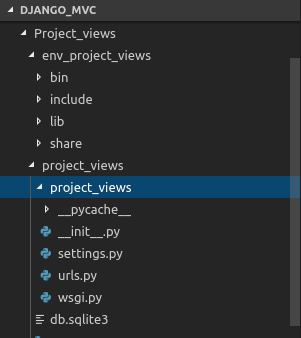 DJANGO_MVC
Project_views
env_project_views
bin
include
lib
share
project_views
project_views
__pycache__
__init__.py
settings.py
urls.py
wsgi.py
db.sqlite3